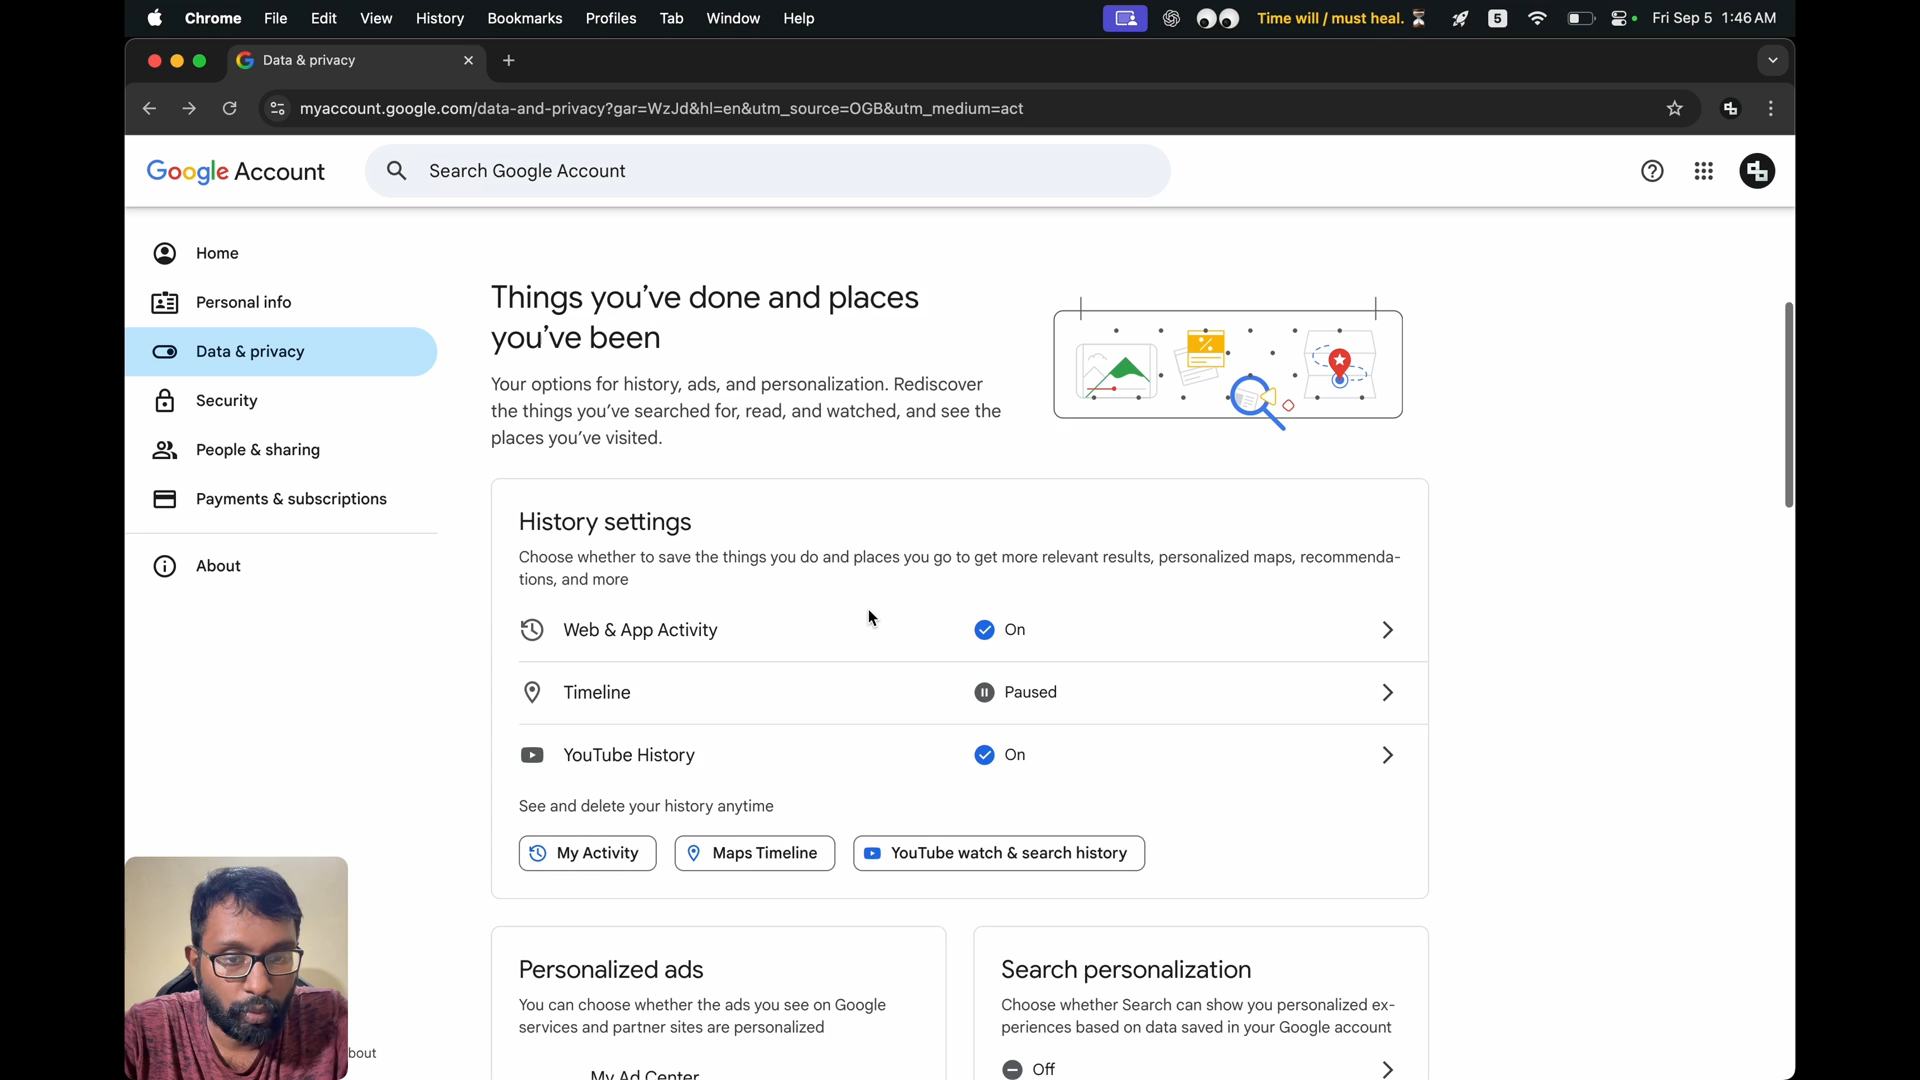 Chrome File Edit View History Bookmarks Profiles Tab Window Help
Time will / must heal. ⏳ 5 Fri Sep 5 1:46 AM
Data & privacy
myaccount.google.com/data-and-privacy?gar=WzJd&hl=en&utm_source=OGB&utm_medium=act
Google Account
Search Google Account
Home
Personal info
Data & privacy
Security
People & sharing
Payments & subscriptions
About
Things you’ve done and places
you’ve been
Your options for history, ads, and personalization. Rediscover
the things you’ve searched for, read, and watched, and see the
places you’ve visited.
History settings
Choose whether to save the things you do and places you go to get more relevant results, personalized maps, recommenda-
tions, and more
Web & App Activity On
Timeline Paused
YouTube History On
See and delete your history anytime
My Activity Maps Timeline YouTube watch & search history
Personalized ads
You can choose whether the ads you see on Google
services and partner sites are personalized
My Ad Center
Search personalization
Choose whether Search can show you personalized ex-
periences based on data saved in your Google account
Off
bout